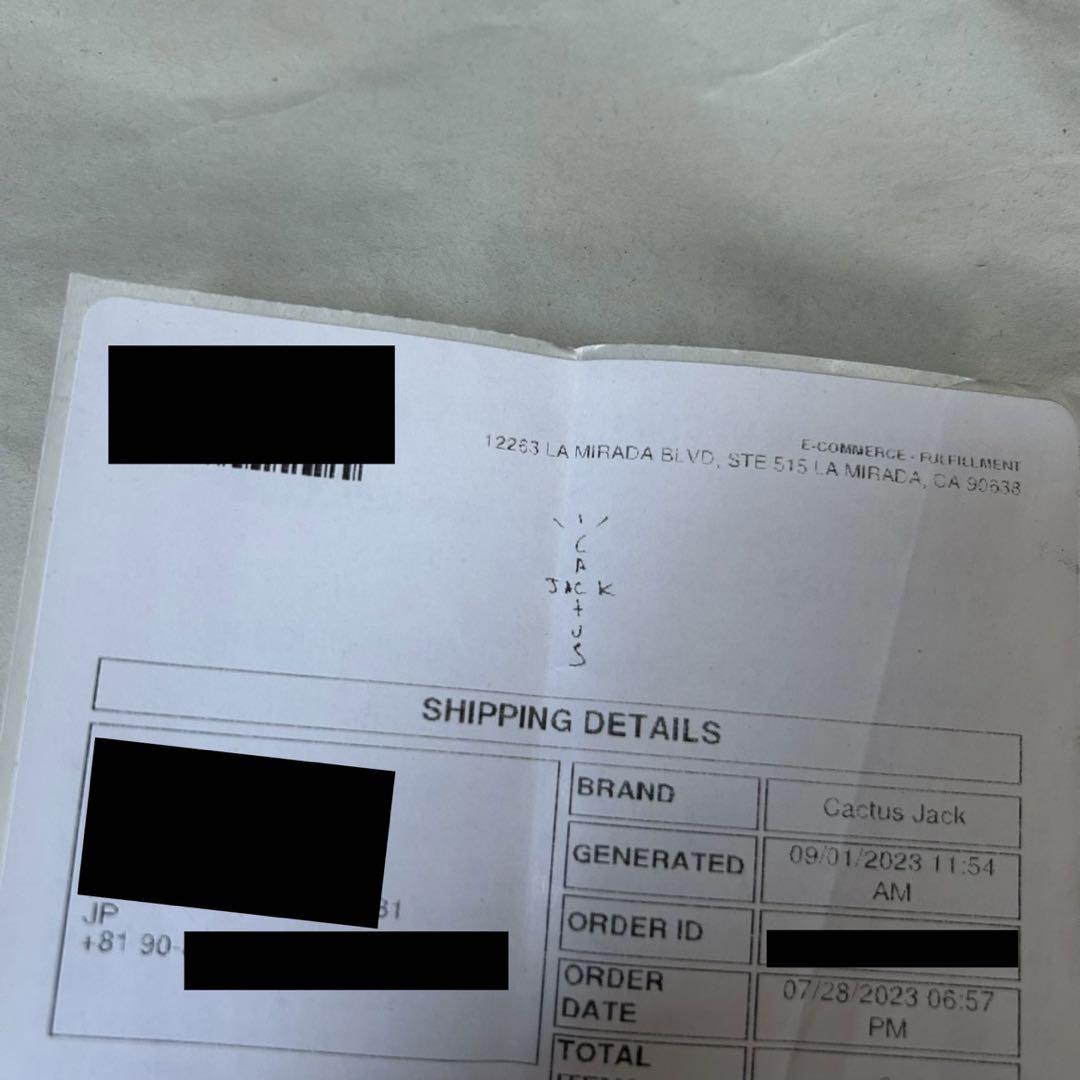 E-COMMERCE - FULFILLMENT
12263 LA MIRADA BLVD, STE 515 LA MIRADA, CA 90638
C
A
JACK
T
U
S
SHIPPING DETAILS
JP
+81 90-
BRAND
Cactus Jack
GENERATED
09/01/2023 11:54
AM
ORDER ID
ORDER
DATE
07/28/2023 06:57
PM
TOTAL